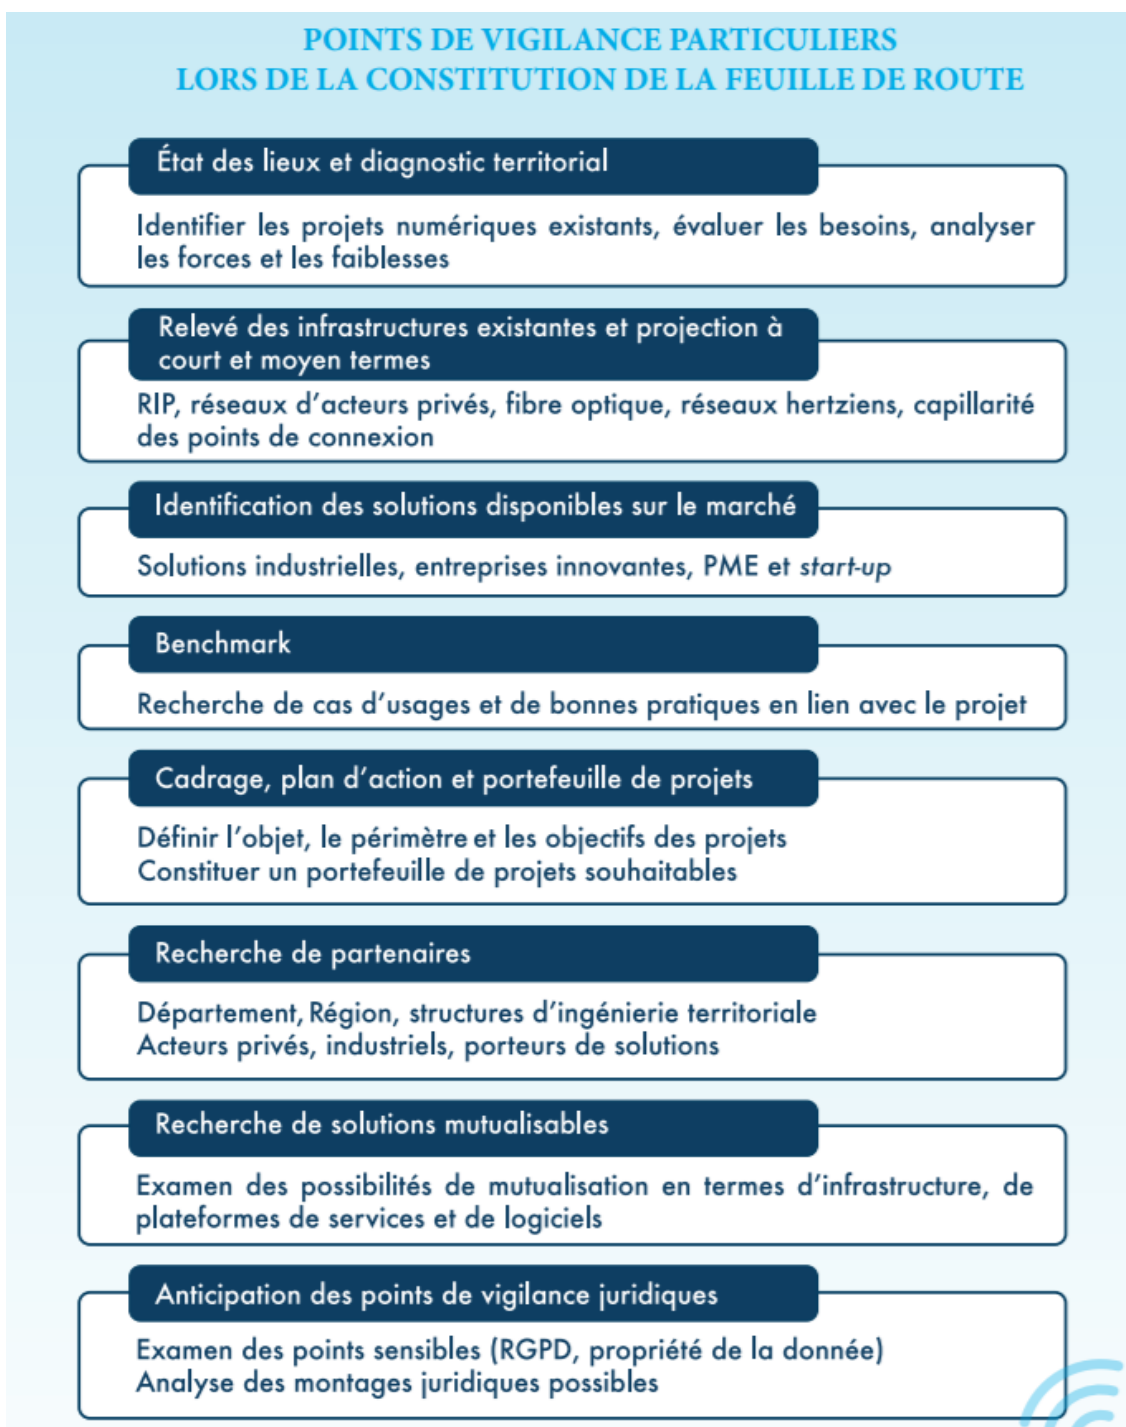 POINTS DE VIGILANCE PARTICULIERS
LORS DE LA CONSTITUTION DE LA FEUILLE DE ROUTE
État des lieux et diagnostic territorial
Identifier les projets numériques existants, évaluer les besoins, analyser
les forces et les faiblesses
Relevé des infrastructures existantes et projection à
court et moyen termes
RIP, réseaux d'acteurs privés, fibre optique, réseaux hertziens, capillarité
des points de connexion
Identification des solutions disponibles sur le marché
Solutions industrielles, entreprises innovantes, PME et start-up
Benchmark
Recherche de cas d'usages et de bonnes pratiques en lien avec le projet
Cadrage, plan d'action et portefeuille de projets
Définir l'objet, le périmètre et les objectifs des projets
Constituer un portefeuille de projets souhaitables
Recherche de partenaires
Département, Région, structures d'ingénierie territoriale
Acteurs privés, industriels, porteurs de solutions
Recherche de solutions mutualisables
Examen des possibilités de mutualisation en termes d'infrastructure, de
plateformes de services et de logiciels
Anticipation des points de vigilance juridiques
Examen des points sensibles (RGPD, propriété de la donnée)
Analyse des montages juridiques possibles